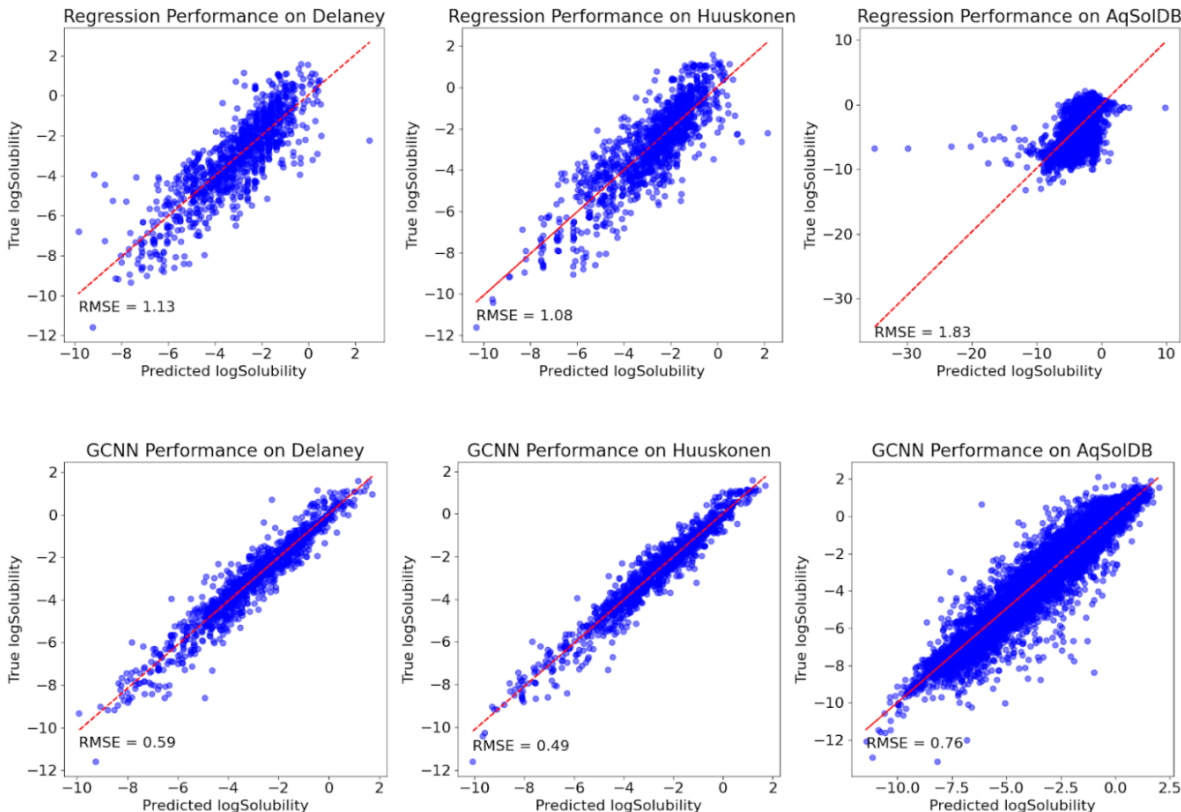 Regression Performance on Delaney
2
0
−2
−4
−6
−8
−10
−12
True logSolubility
RMSE = 1.13
−10 −8 −6 −4 −2 0 2
Predicted logSolubility
Regression Performance on Huuskonen
2
0
−2
−4
−6
−8
−10
−12
True logSolubility
RMSE = 1.08
−10 −8 −6 −4 −2 0 2
Predicted logSolubility
Regression Performance on AqSolDB
10
0
−10
−20
−30
True logSolubility
RMSE = 1.83
−30 −20 −10 0 10
Predicted logSolubility
GCNN Performance on Delaney
2
0
−2
−4
−6
−8
−10
−12
True logSolubility
RMSE = 0.59
−10 −8 −6 −4 −2 0 2
Predicted logSolubility
GCNN Performance on Huuskonen
2
0
−2
−4
−6
−8
−10
−12
True logSolubility
RMSE = 0.49
−10 −8 −6 −4 −2 0 2
Predicted logSolubility
GCNN Performance on AqSolDB
2
0
−2
−4
−6
−8
−10
−12
True logSolubility
RMSE = 0.76
−10.0 −7.5 −5.0 −2.5 0.0 2.5
Predicted logSolubility